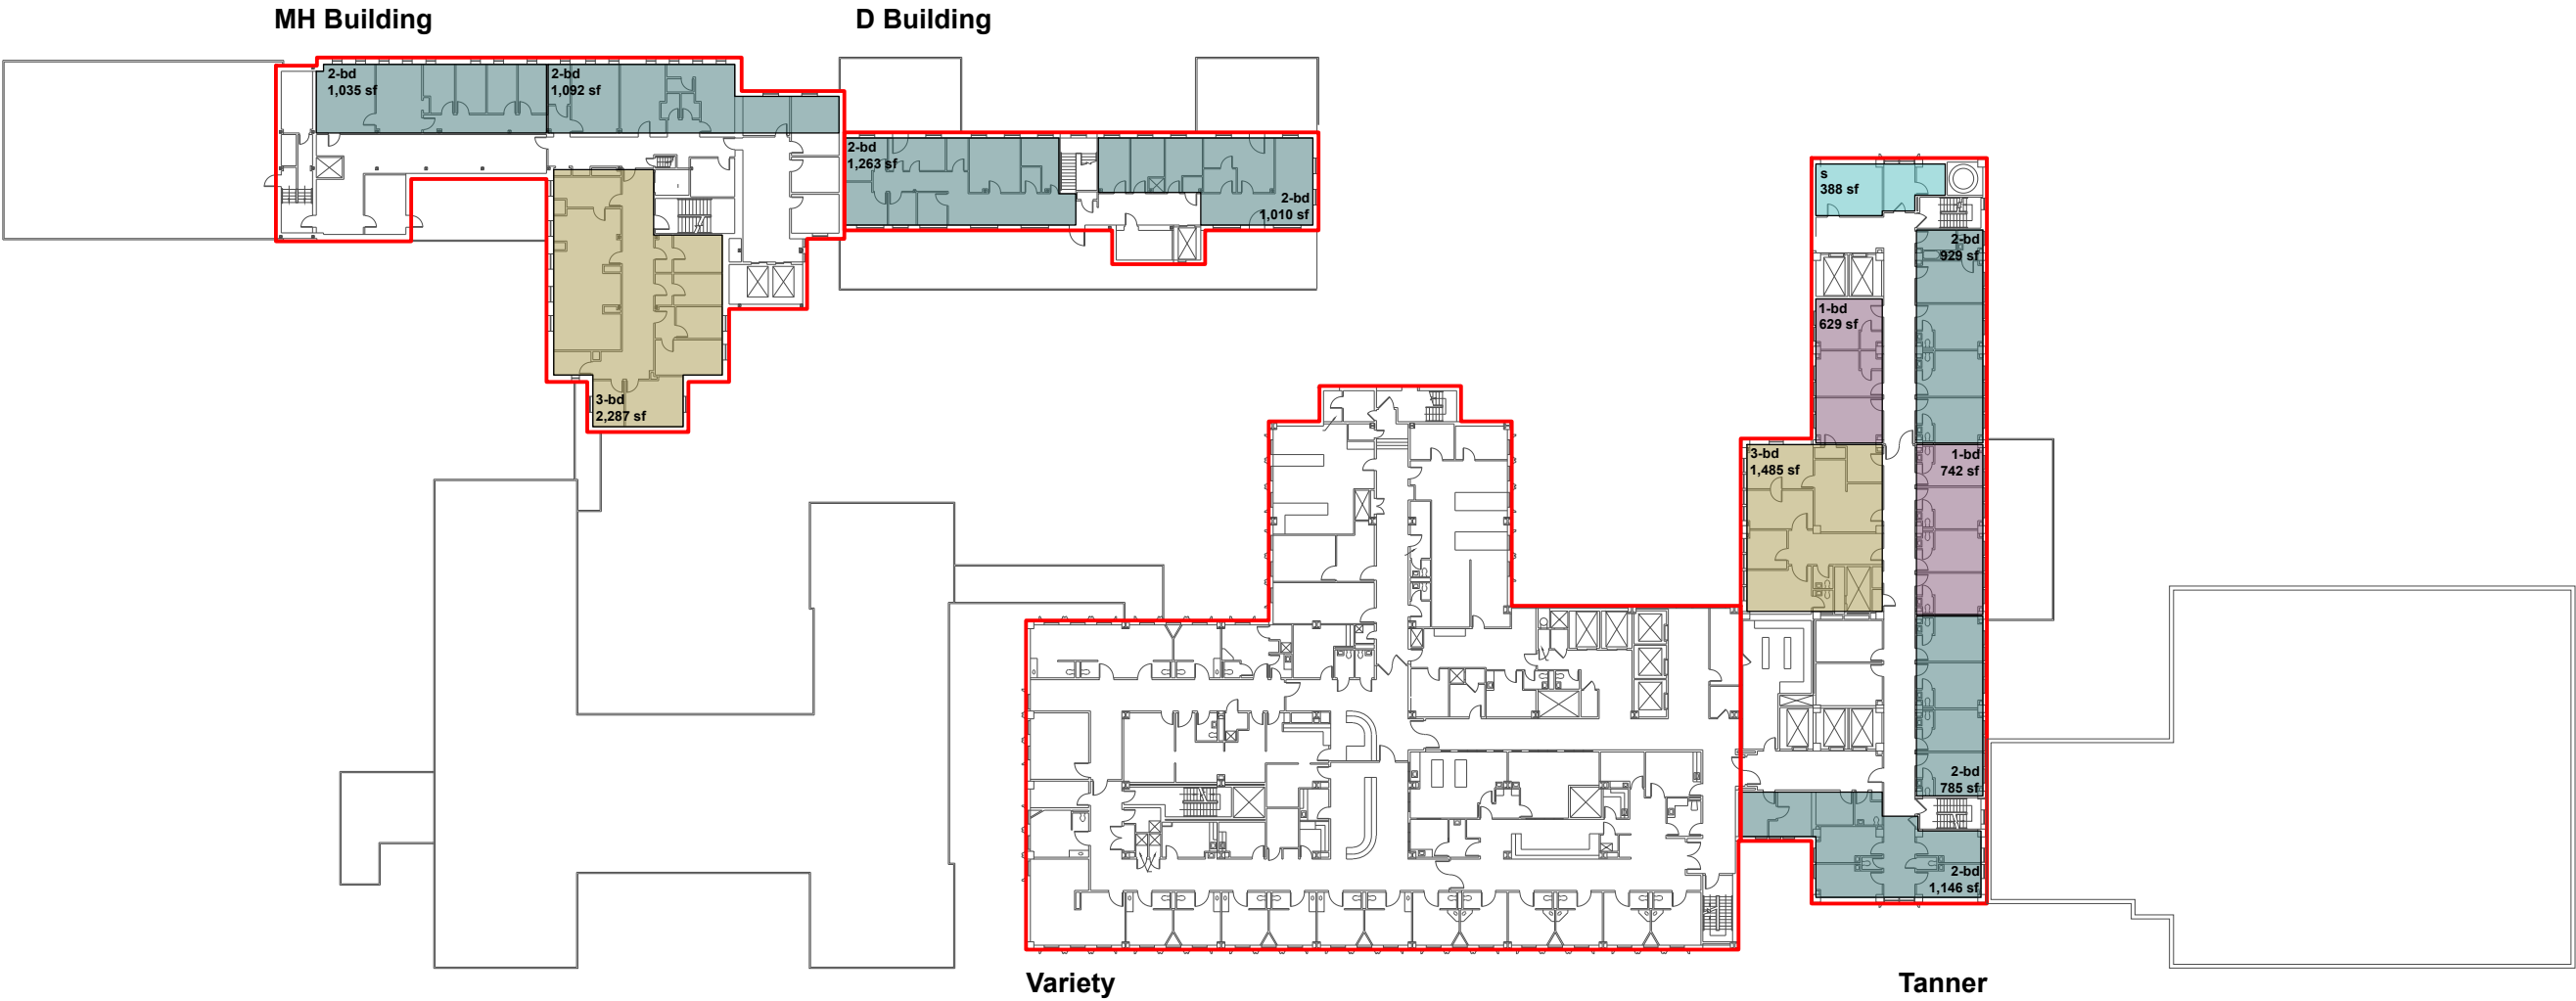 MH Building
D Building
2-bd
1,035 sf
2-bd
1,092 sf
2-bd
1,263 sf
2-bd
1,010 sf
3-bd
2,287 sf
s
388 sf
2-bd
929 sf
1-bd
629 sf
3-bd
1,485 sf
1-bd
742 sf
2-bd
785 sf
2-bd
1,146 sf
Variety
Tanner